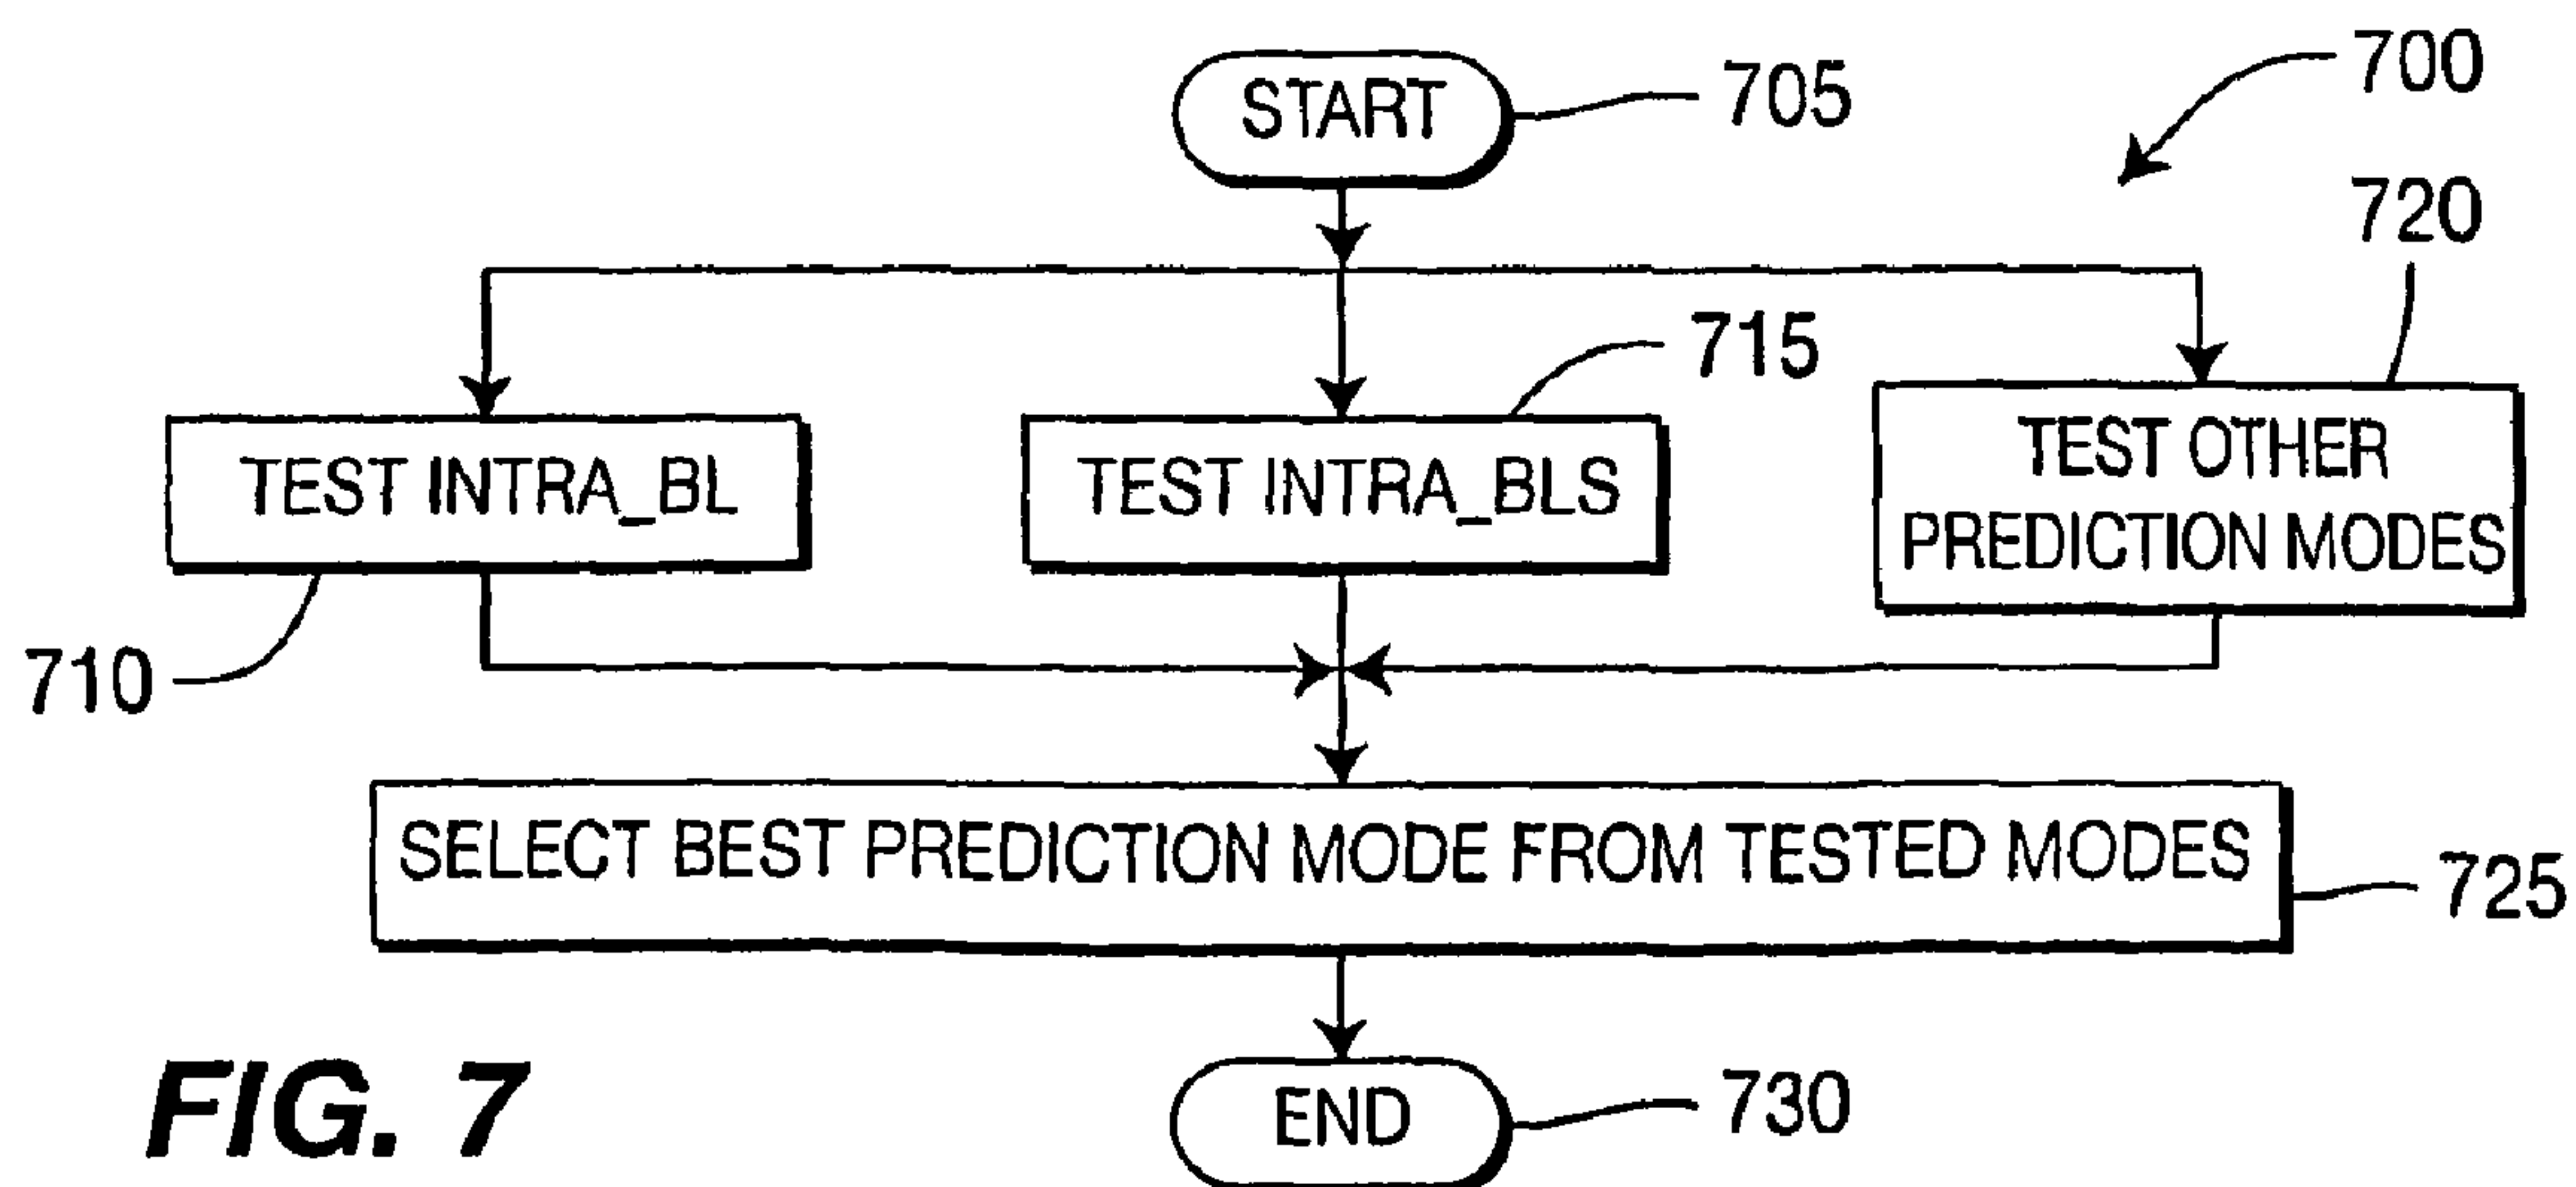 700
START
705
720
715
TEST INTRA_BL
TEST INTRA_BLS
TEST OTHER
PREDICTION MODES
710
SELECT BEST PREDICTION MODE FROM TESTED MODES
725
FIG. 7
END
730